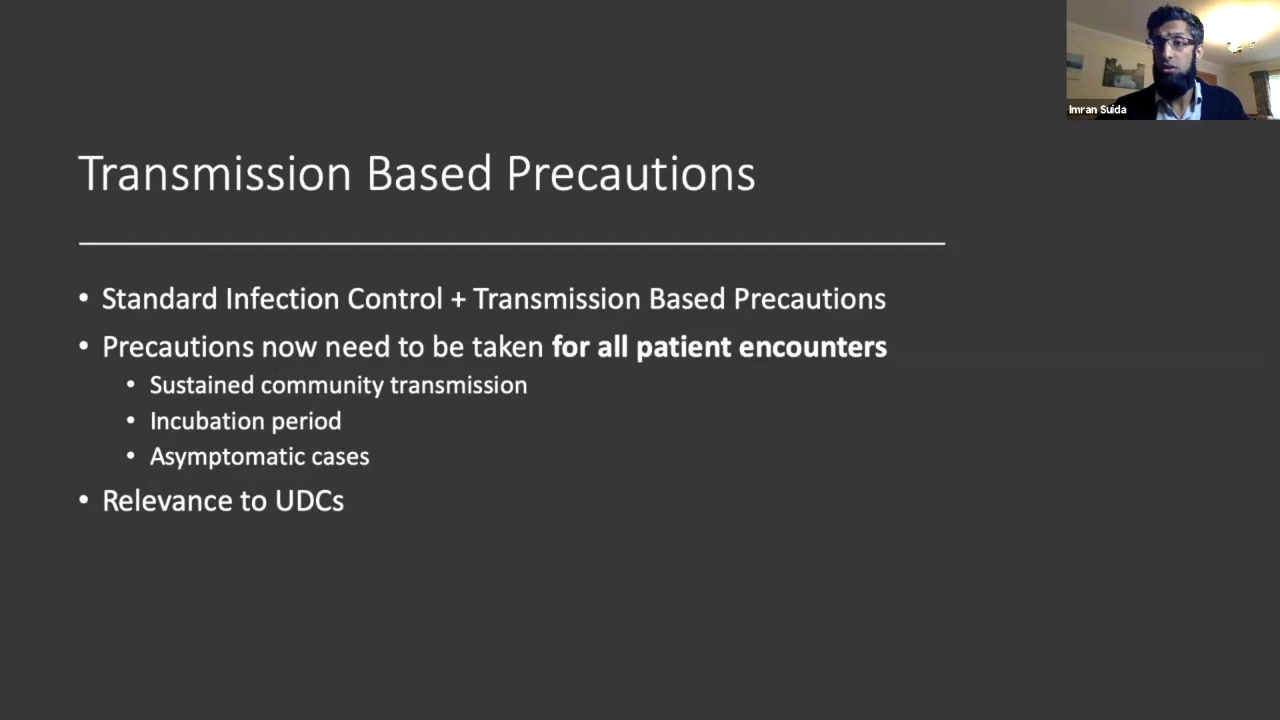 Imran Suida
Transmission Based Precautions
• Standard Infection Control + Transmission Based Precautions
• Precautions now need to be taken for all patient encounters
• Sustained community transmission
• Incubation period
• Asymptomatic cases
• Relevance to UDCs